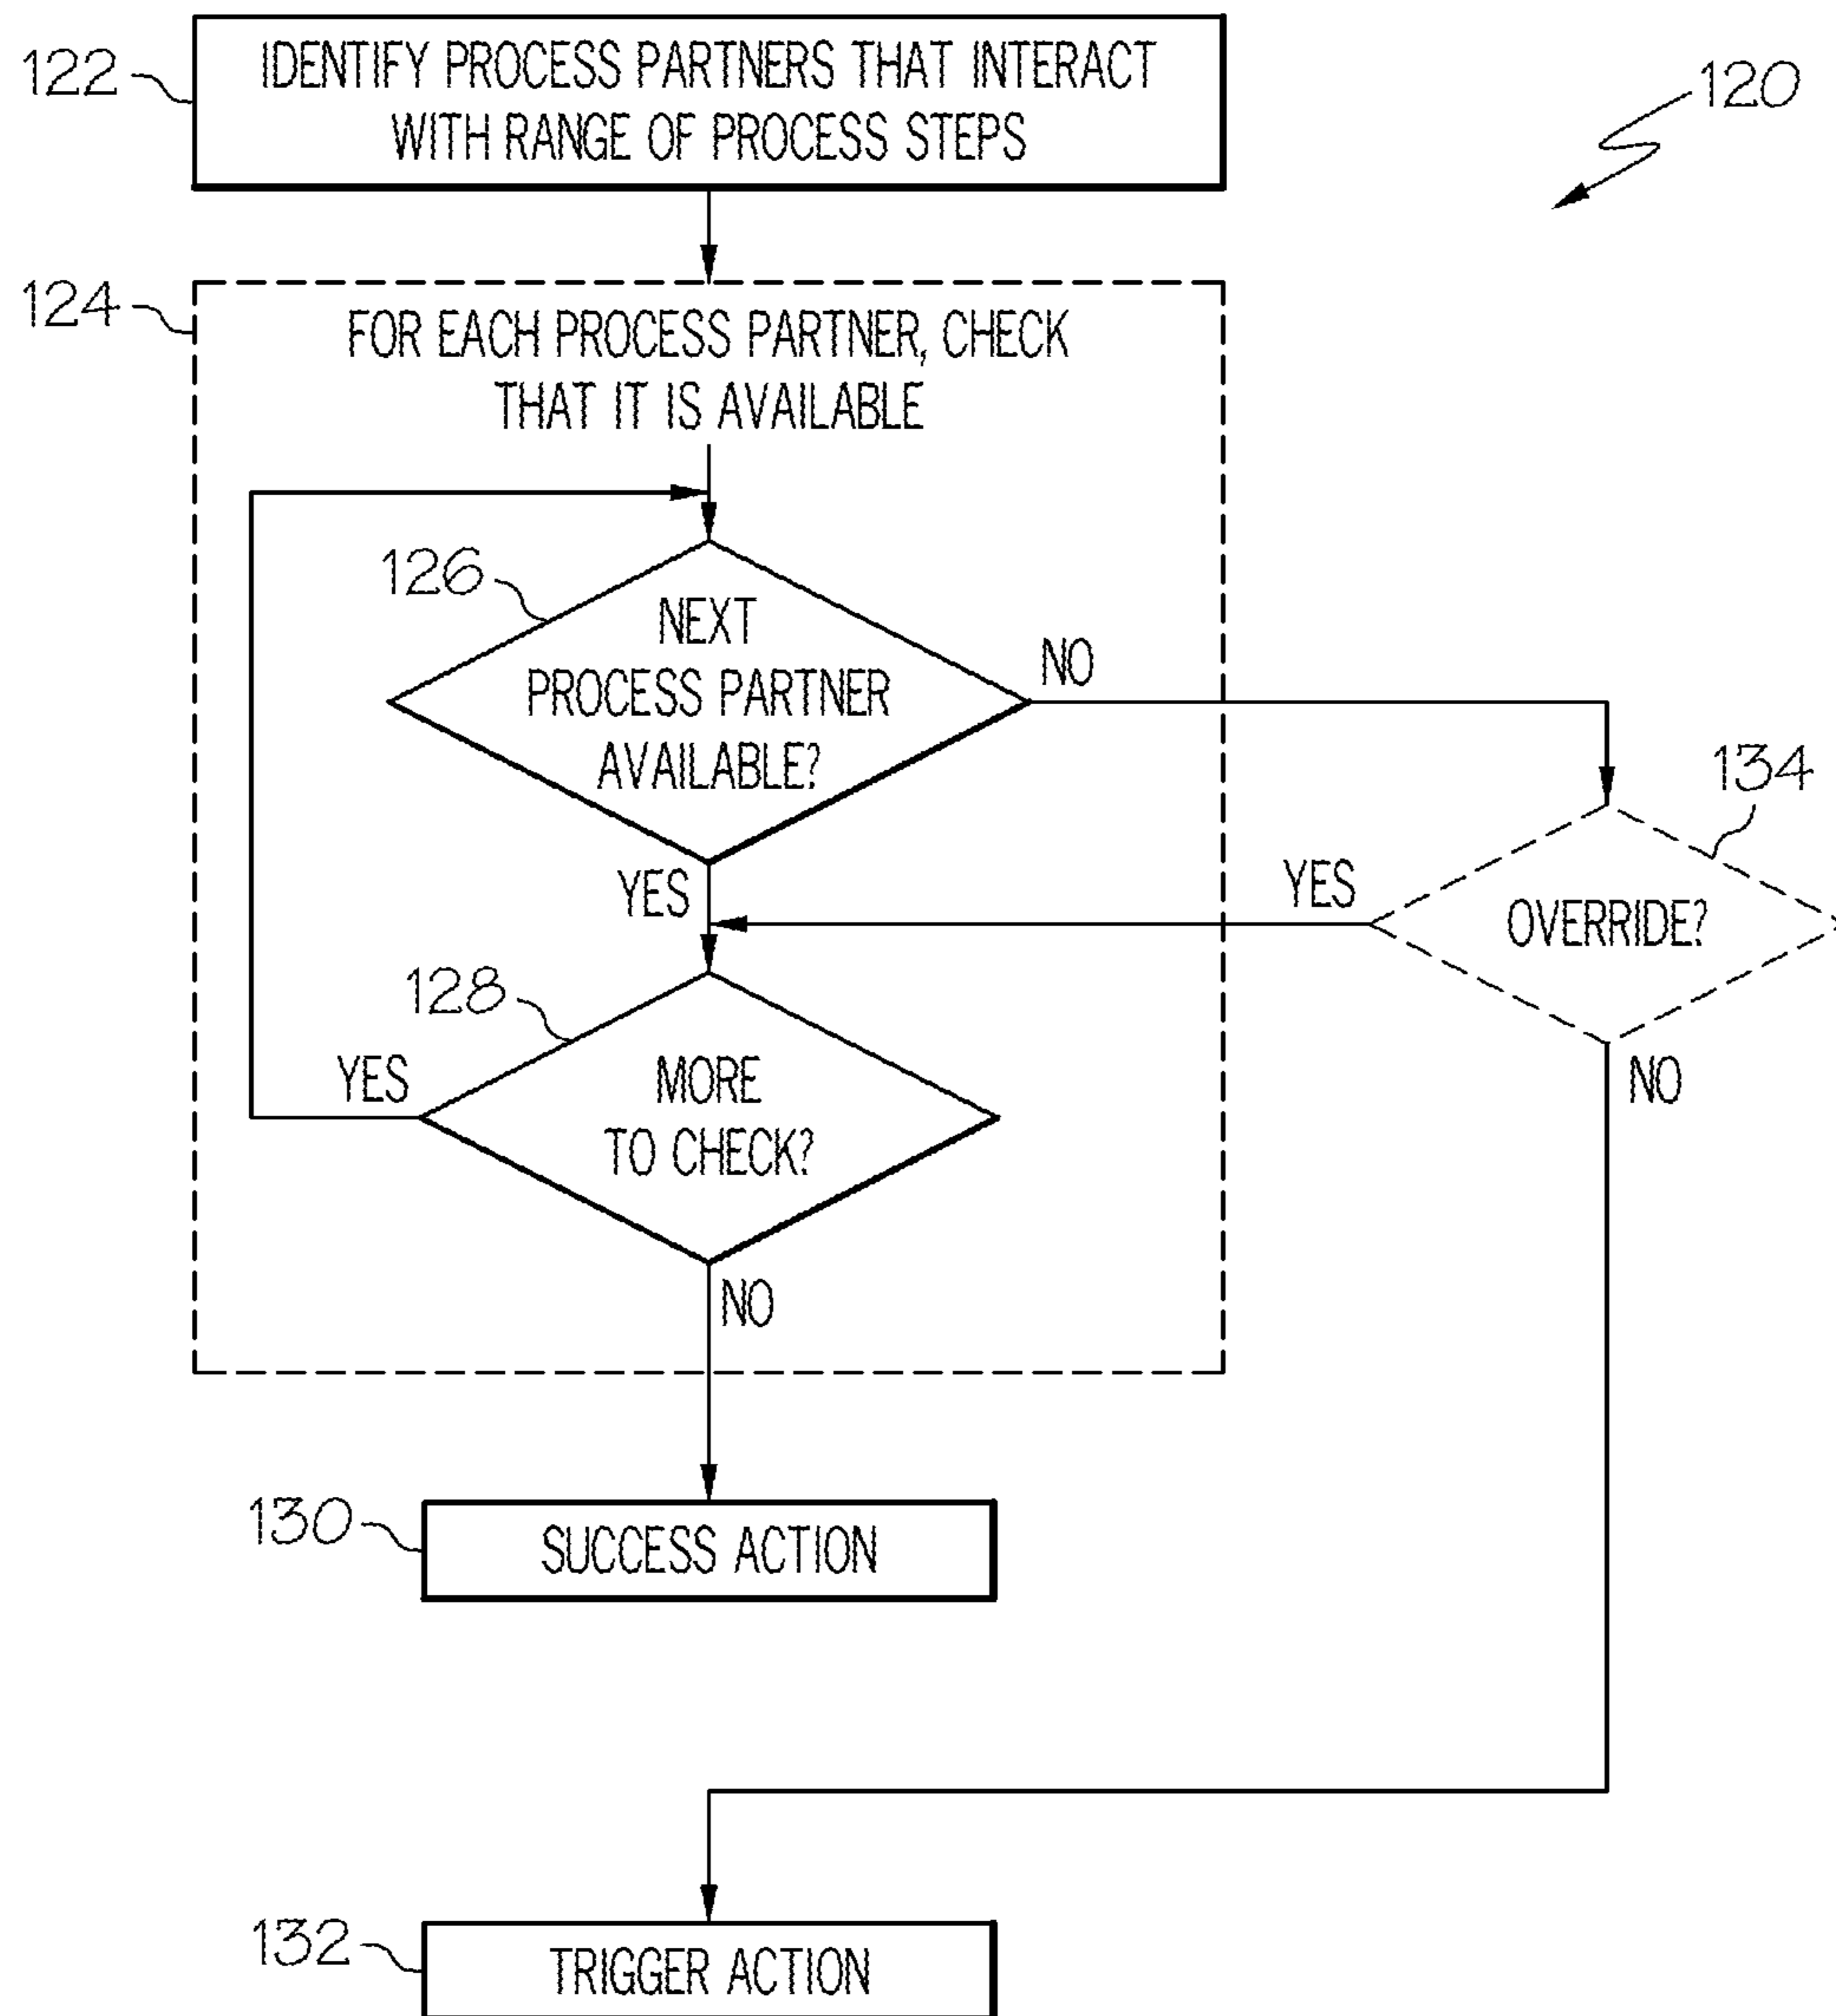 122
IDENTIFY PROCESS PARTNERS THAT INTERACT
WITH RANGE OF PROCESS STEPS
120
124
FOR EACH PROCESS PARTNER, CHECK
THAT IT IS AVAILABLE
126
NEXT
PROCESS PARTNER
AVAILABLE?
NO
134
YES
YES
OVERRIDE?
128
YES
MORE
TO CHECK?
NO
NO
130
SUCCESS ACTION
132
TRIGGER ACTION